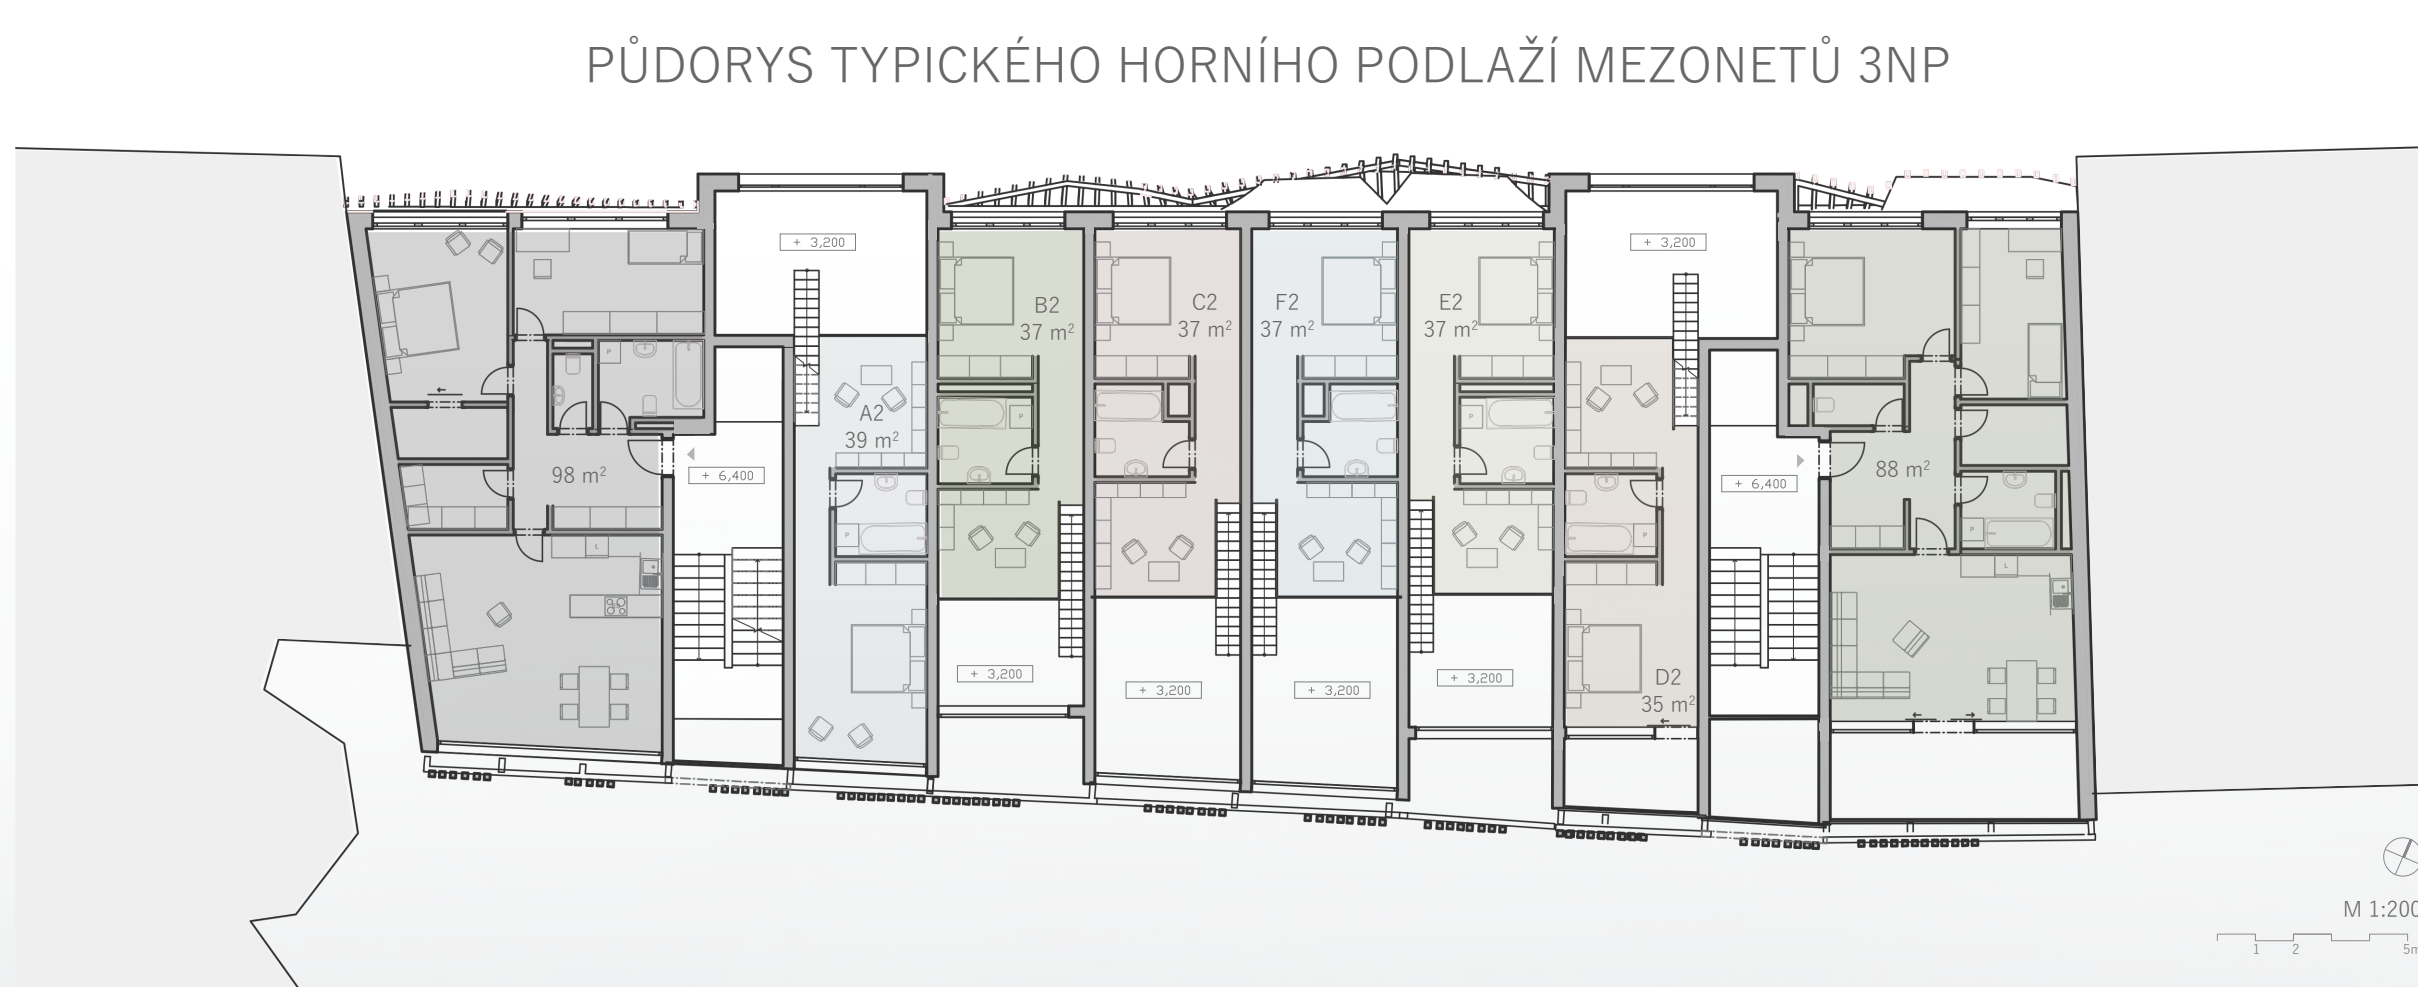 PŮDORYS TYPICKÉHO HORNÍHO PODLAŽÍ MEZONETŮ 3NP
+ 3,200
+ 3,200
B2
37 m²
C2
37 m²
F2
37 m²
E2
37 m²
P
A2
39 m²
P
P
98 m²
+ 6,400
88 m²
+ 6,400
P
P
P
L
L
+ 3,200
+ 3,200
+ 3,200
+ 3,200
D2
35 m²
M 1:200
1 2 5m